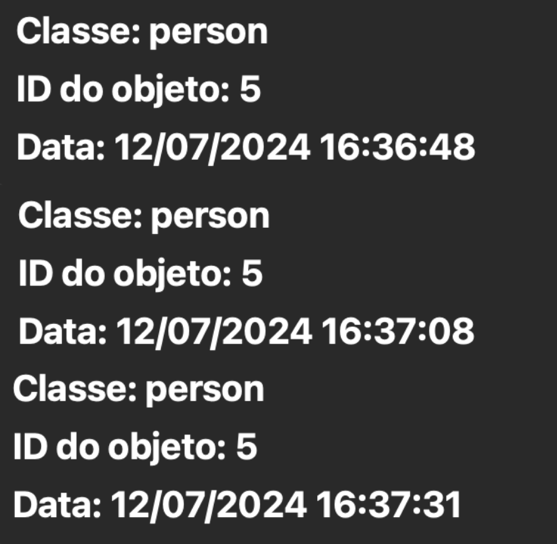 Classe: person
ID do objeto: 5
Data: 12/07/2024 16:36:48
Classe: person
ID do objeto: 5
Data: 12/07/2024 16:37:08
Classe: person
ID do objeto: 5
Data: 12/07/2024 16:37:31